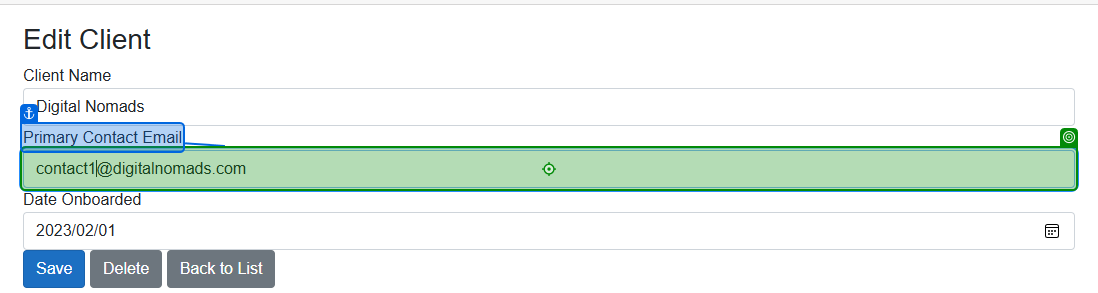 Edit Client
Client Name
Digital Nomads
Primary Contact Email
contact1@digitalnomads.com
Date Onboarded
2023/02/01
Save Delete Back to List